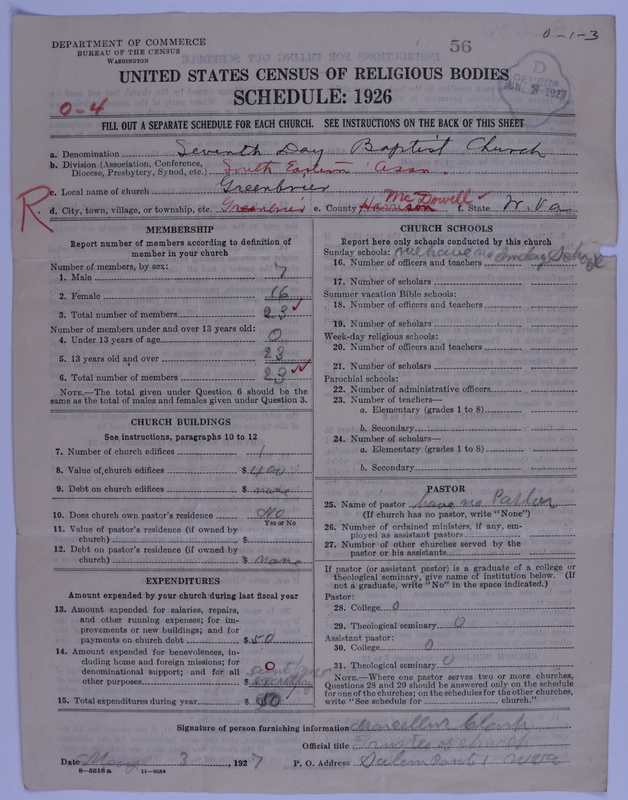 0-1-3
56
DEPARTMENT OF COMMERCE
BUREAU OF THE CENSUS
WASHINGTON
D
CENSUS
1927
UNITED STATES CENSUS OF RELIGIOUS BODIES
SCHEDULE: 1926
0-4
FILL OUT A SEPARATE SCHEDULE FOR EACH CHURCH. SEE INSTRUCTIONS ON THE BACK OF THIS SHEET
a. Denomination Seventh Day Baptist Church
b. Division (Association, Conference, Diocese, Presbytery, Synod, etc.) South Eastern Assn.
R.
c. Local name of church Greenbrier
d. City, town, village, or township, etc. Greenbrier e. County Harrison McDowell f. State W. Va
MEMBERSHIP
Report number of members according to definition of
member in your church
Number of members, by sex:
1. Male 7
2. Female 16
3. Total number of members 23
Number of members under and over 13 years old:
4. Under 13 years of age 0
5. 13 years old and over 23
6. Total number of members 23
NOTE.—The total given under Question 6 should be
same as the total of males and females given under Question 3.
CHURCH BUILDINGS
See instructions, paragraphs 10 to 12
7. Number of church edifices 1
8. Value of church edifices $ 400
9. Debt on church edifices $ none
10. Does church own pastor's residence No
Yes or No
11. Value of pastor's residence (if owned by
church) $
12. Debt on pastor's residence (if owned by
church) $ none
EXPENDITURES
Amount expended by your church during last fiscal year
13. Amount expended for salaries, repairs,
and other running expenses; for im-
provements or new buildings; and for
payments on church debt $ 50
14. Amount expended for benevolences, in-
cluding home and foreign missions; for
denominational support; and for all
other purposes $ 0
15. Total expenditures during year $ 50
CHURCH SCHOOLS
Report here only schools conducted by this church
Sunday schools: we have no Sunday School
16. Number of officers and teachers
17. Number of scholars
Summer vacation Bible schools:
18. Number of officers and teachers
19. Number of scholars
Week-day religious schools:
20. Number of officers and teachers
21. Number of scholars
Parochial schools:
22. Number of administrative officers
23. Number of teachers—
a. Elementary (grades 1 to 8)
b. Secondary
24. Number of scholars—
a. Elementary (grades 1 to 8)
b. Secondary
PASTOR
25. Name of pastor have no Pastor
(If church has no pastor, write "None")
26. Number of ordained ministers, if any, em-
ployed as assistant pastors
27. Number of other churches served by the
pastor or his assistants
If pastor (or assistant pastor) is a graduate of a college or
theological seminary, give name of institution below. (If
not a graduate, write "No" in the space indicated.)
Pastor:
28. College 0
29. Theological seminary 0
Assistant pastor:
30. College 0
31. Theological seminary 0
NOTE.—Where one pastor serves two or more churches,
Questions 28 and 29 should be answered only on the schedule
for one of the churches; on the schedules for the other churches,
write "See schedule for church."
Signature of person furnishing information Clark
Official title Trustee of church
Date 3, 1927 P. O. Address Salem
8-5518a 11-9084